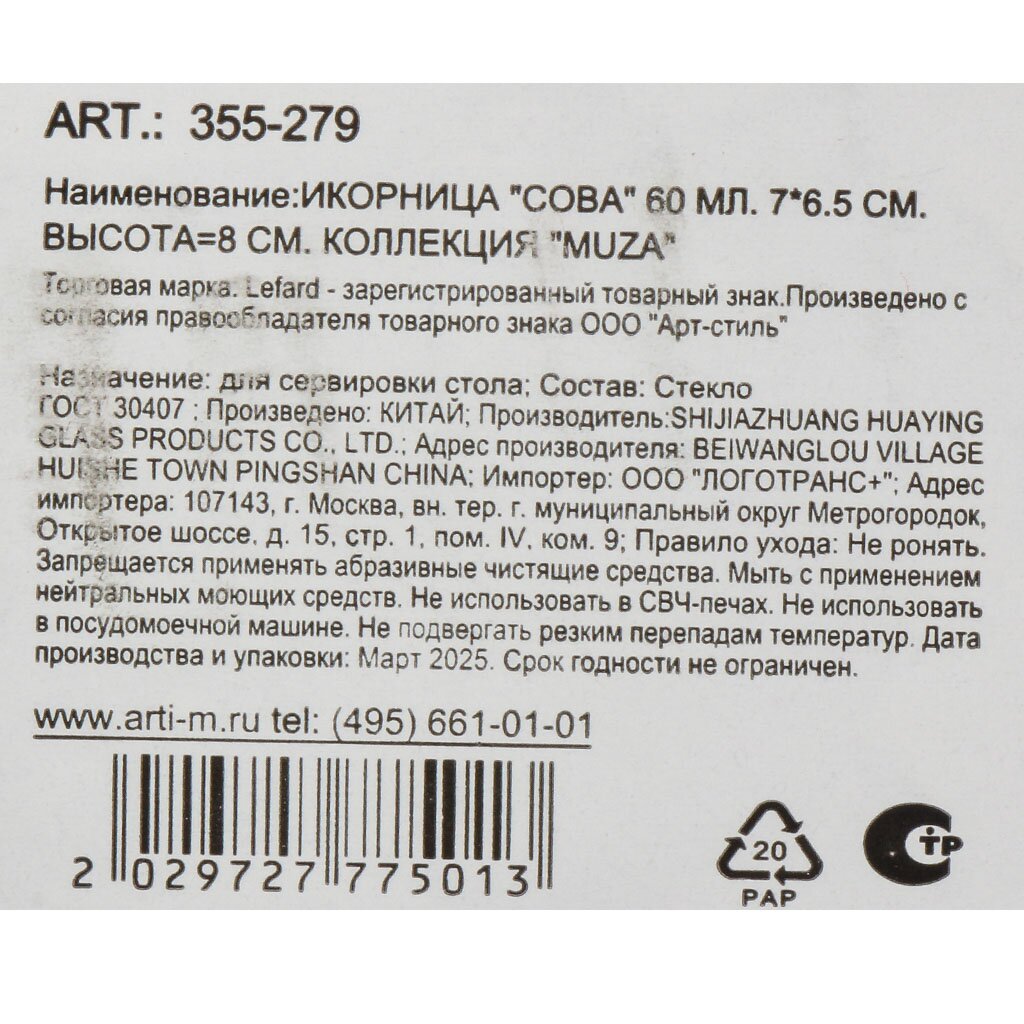 ART.: 355-279
Наименование:ИКОРНИЦА "СОВА" 60 МЛ. 7*6.5 СМ.
ВЫСОТА=8 СМ. КОЛЛЕКЦИЯ "MUZA"
Торговая марка. Lefard - зарегистрированный товарный знак.Произведено с
согласия правообладателя товарного знака ООО "Арт-стиль"
Назначение: для сервировки стола; Состав: Стекло
ГОСТ 30407 : Произведено: КИТАЙ; Производитель:SHIJIAZHUANG HUAYING
GLASS PRODUCTS CO., LTD.; Адрес производителя: BEIWANGLOU VILLAGE
HUISHE TOWN PINGSHAN CHINA; Импортер: ООО "ЛОГОТРАНС+"; Адрес
импортера: 107143, г. Москва, вн. тер. г. муниципальный округ Метрогородок,
Открытое шоссе, д. 15, стр. 1, пом. IV, ком. 9; Правило ухода: Не ронять.
Запрещается применять абразивные чистящие средства. Мыть с применением
нейтральных моющих средств. Не использовать в СВЧ-печах. Не использовать
в посудомоечной машине. Не подвергать резким перепадам температур. Дата
производства и упаковки: Март 2025. Срок годности не ограничен.
www.arti-m.ru tel: (495) 661-01-01
2 029727 775013
20
PAP
СТР